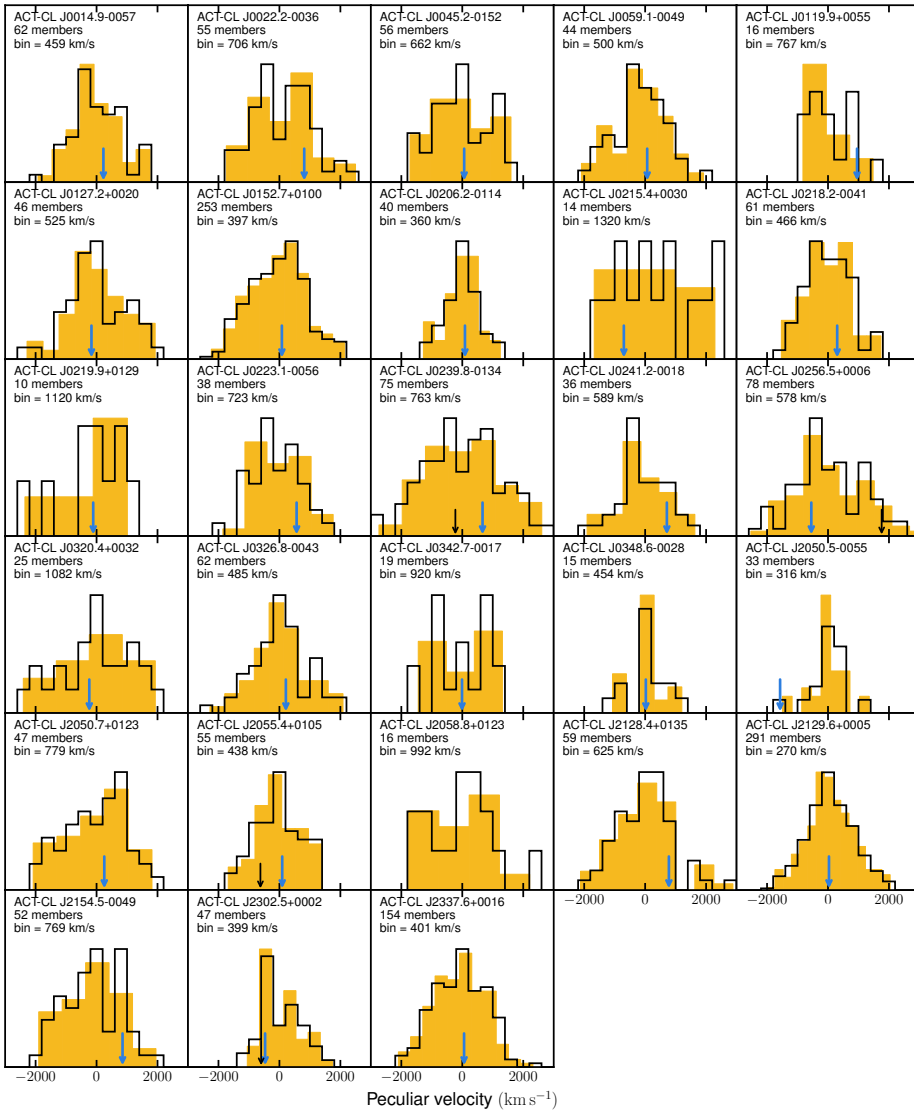 ACT-CL J0014.9-0057
62 members
bin = 459 km/s
ACT-CL J0022.2-0036
55 members
bin = 706 km/s
ACT-CL J0045.2-0152
56 members
bin = 662 km/s
ACT-CL J0059.1-0049
44 members
bin = 500 km/s
ACT-CL J0119.9+0055
16 members
bin = 767 km/s
ACT-CL J0127.2+0020
46 members
bin = 525 km/s
ACT-CL J0152.7+0100
253 members
bin = 397 km/s
ACT-CL J0206.2-0114
40 members
bin = 360 km/s
ACT-CL J0215.4+0030
14 members
bin = 1320 km/s
ACT-CL J0218.2-0041
61 members
bin = 466 km/s
ACT-CL J0219.9+0129
10 members
bin = 1120 km/s
ACT-CL J0223.1-0056
38 members
bin = 723 km/s
ACT-CL J0239.8-0134
75 members
bin = 763 km/s
ACT-CL J0241.2-0018
36 members
bin = 589 km/s
ACT-CL J0256.5+0006
78 members
bin = 578 km/s
ACT-CL J0320.4+0032
25 members
bin = 1082 km/s
ACT-CL J0326.8-0043
62 members
bin = 485 km/s
ACT-CL J0342.7-0017
19 members
bin = 920 km/s
ACT-CL J0348.6-0028
15 members
bin = 454 km/s
ACT-CL J2050.5-0055
33 members
bin = 316 km/s
ACT-CL J2050.7+0123
47 members
bin = 779 km/s
ACT-CL J2055.4+0105
55 members
bin = 438 km/s
ACT-CL J2058.8+0123
16 members
bin = 992 km/s
ACT-CL J2128.4+0135
59 members
bin = 625 km/s
ACT-CL J2129.6+0005
291 members
bin = 270 km/s
−2000 0 2000
−2000 0 2000
ACT-CL J2154.5-0049
52 members
bin = 769 km/s
ACT-CL J2302.5+0002
47 members
bin = 399 km/s
ACT-CL J2337.6+0016
154 members
bin = 401 km/s
−2000 0 2000
−2000 0 2000
−2000 0 2000
Peculiar velocity (km s⁻¹)